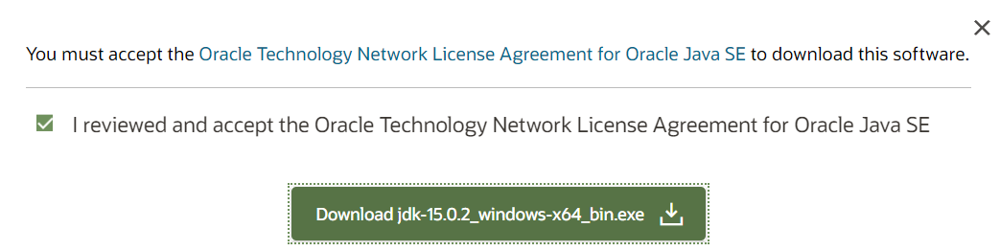 You must accept the Oracle Technology Network License Agreement for Oracle Java SE to download this software.
I reviewed and accept the Oracle Technology Network License Agreement for Oracle Java SE
Download jdk-15.0.2_windows-x64_bin.exe